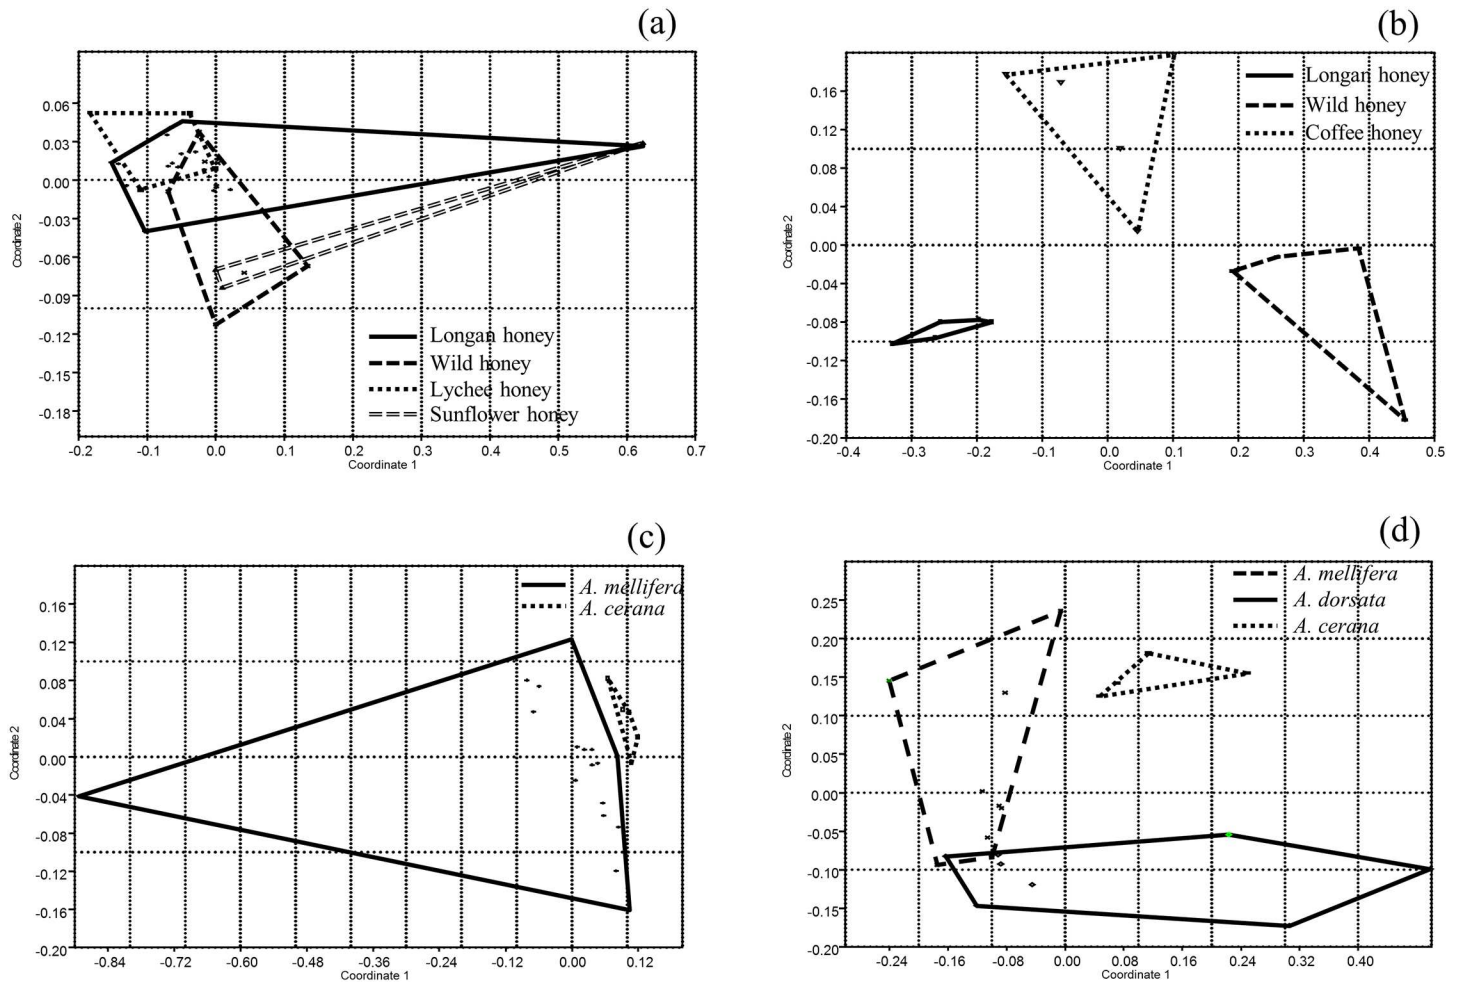 (a)
0.06
0.03
0.00
-0.03
-0.06
-0.09
-0.12
-0.15
-0.18
Coordinate 2
Longan honey
Wild honey
Lychee honey
Sunflower honey
-0.2 -0.1 0.0 0.1 0.2 0.3 0.4 0.5 0.6 0.7
Coordinate 1
(b)
0.16
0.12
0.08
0.04
0.00
-0.04
-0.08
-0.12
-0.16
-0.20
Coordinate 2
Longan honey
Wild honey
Coffee honey
-0.4 -0.3 -0.2 -0.1 0.0 0.1 0.2 0.3 0.4 0.5
Coordinate 1
(c)
0.16
0.12
0.08
0.04
0.00
-0.04
-0.08
-0.12
-0.16
-0.20
Coordinate 2
A. mellifera
A. cerana
-0.84 -0.72 -0.60 -0.48 -0.36 -0.24 -0.12 0.00 0.12
Coordinate 1
(d)
0.25
0.20
0.15
0.10
0.05
0.00
-0.05
-0.10
-0.15
-0.20
Coordinate 2
A. mellifera
A. dorsata
A. cerana
-0.24 -0.16 -0.08 0.00 0.08 0.16 0.24 0.32 0.40
Coordinate 1